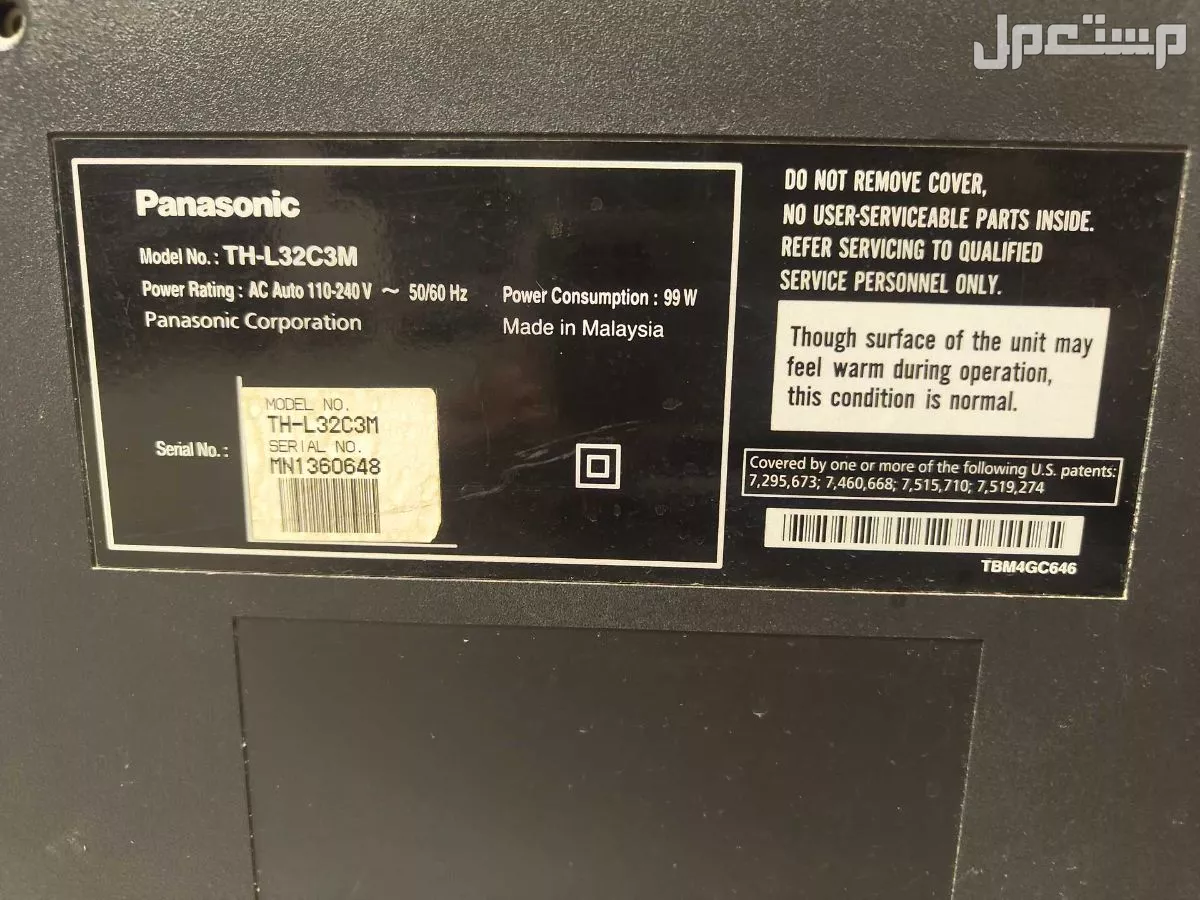 مستعمل
Panasonic
Model No.: TH-L32C3M
Power Rating : AC Auto 110-240 V ~ 50/60 Hz
Panasonic Corporation
Power Consumption : 99 W
Made in Malaysia
Serial No.:
MODEL NO.
TH-L32C3M
SERIAL NO.
MN1360648
DO NOT REMOVE COVER,
NO USER-SERVICEABLE PARTS INSIDE.
REFER SERVICING TO QUALIFIED
SERVICE PERSONNEL ONLY.
Though surface of the unit may
feel warm during operation,
this condition is normal.
Covered by one or more of the following U.S. patents:
7,295,673; 7,460,668; 7,515,710; 7,519,274
TBM4GC646